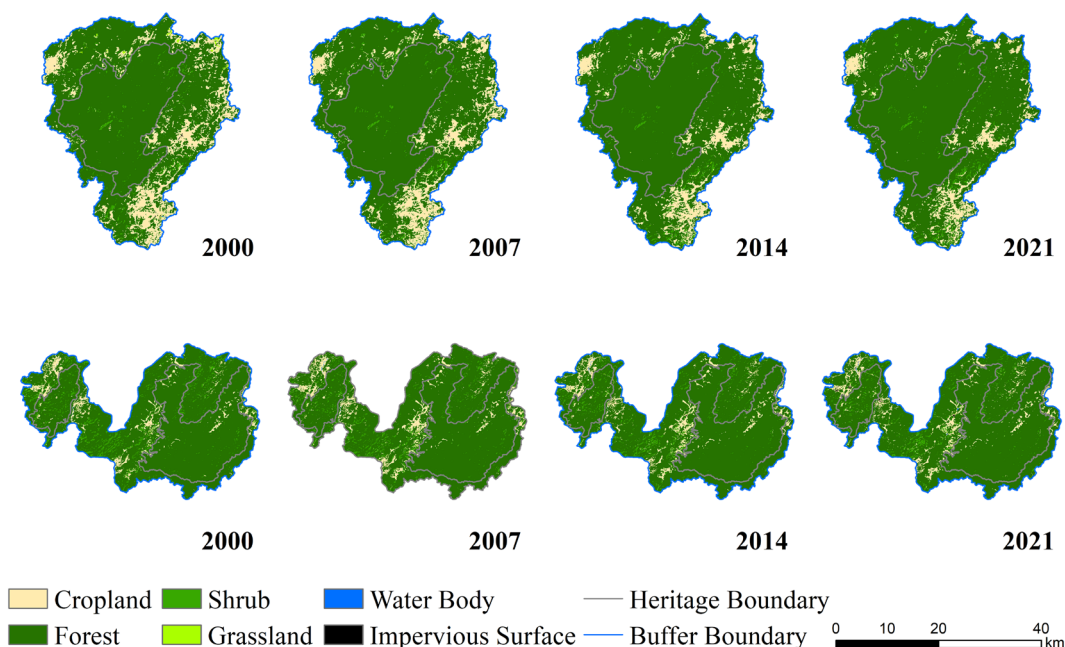 2000 2007 2014 2021
2000 2007 2014 2021
Cropland Shrub Water Body Heritage Boundary
Forest Grassland Impervious Surface Buffer Boundary
0 10 20 40
km